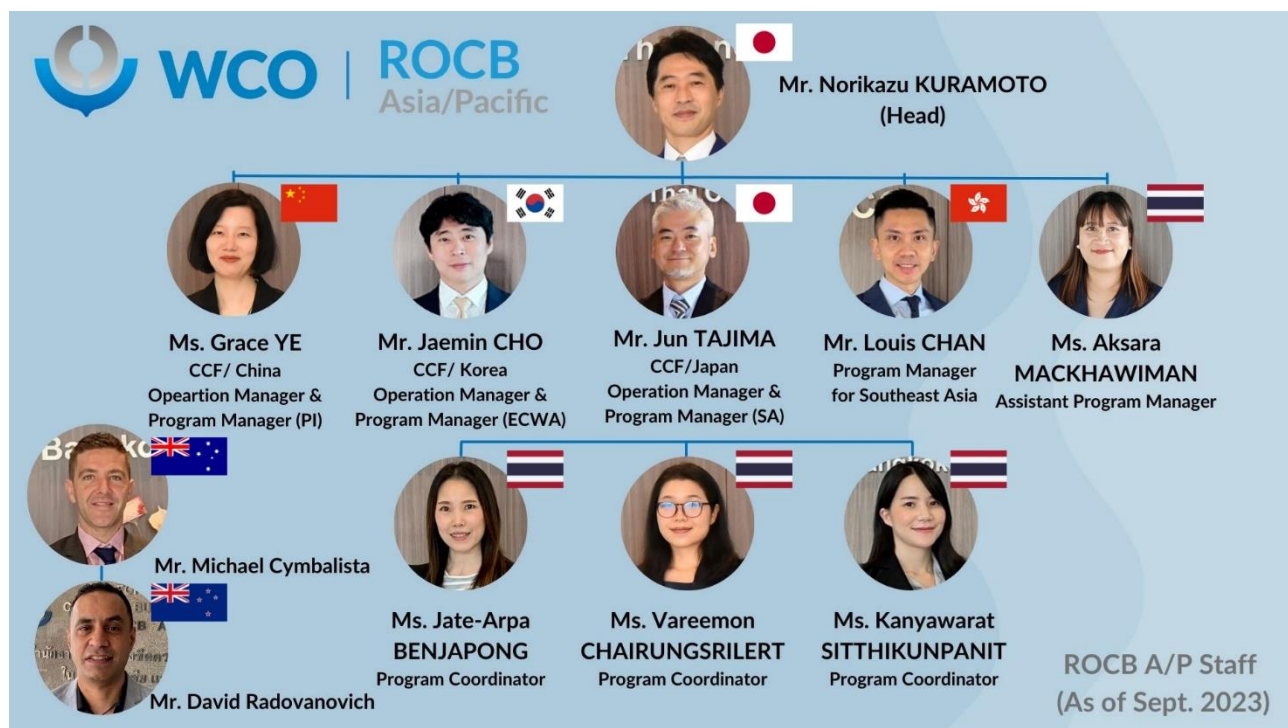 WCO
ROCB
Asia/Pacific
Mr. Norikazu KURAMOTO
(Head)
Ms. Grace YE
CCF/ China
Opeartion Manager &
Program Manager (PI)
Mr. Jaemin CHO
CCF/ Korea
Operation Manager &
Program Manager (ECWA)
Mr. Jun TAJIMA
CCF/Japan
Operation Manager &
Program Manager (SA)
Mr. Louis CHAN
Program Manager
for Southeast Asia
Ms. Aksara
MACKHAWIMAN
Assistant Program Manager
Mr. Michael Cymbalista
Mr. David Radovanovich
Ms. Jate-Arpa
BENJAPONG
Program Coordinator
Ms. Vareemon
CHAIRUNGSRILERT
Program Coordinator
Ms. Kanyawarat
SITTHIKUNPANIT
Program Coordinator
ROCB A/P Staff
(As of Sept. 2023)